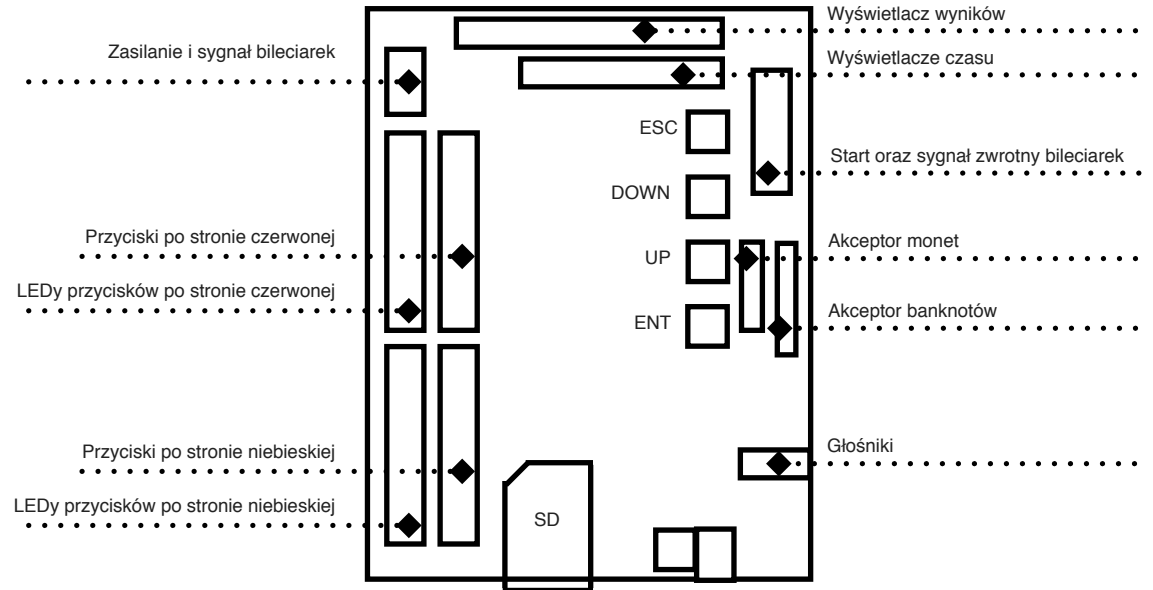 Wyświetlacz wyników
Zasilanie i sygnał bileciarek
Wyświetlacze czasu
ESC
Start oraz sygnał zwrotny bileciarek
DOWN
Przyciski po stronie czerwonej
Akceptor monet
UP
LEDy przycisków po stronie czerwonej
Akceptor banknotów
ENT
Przyciski po stronie niebieskiej
Głośniki
LEDy przycisków po stronie niebieskiej
SD